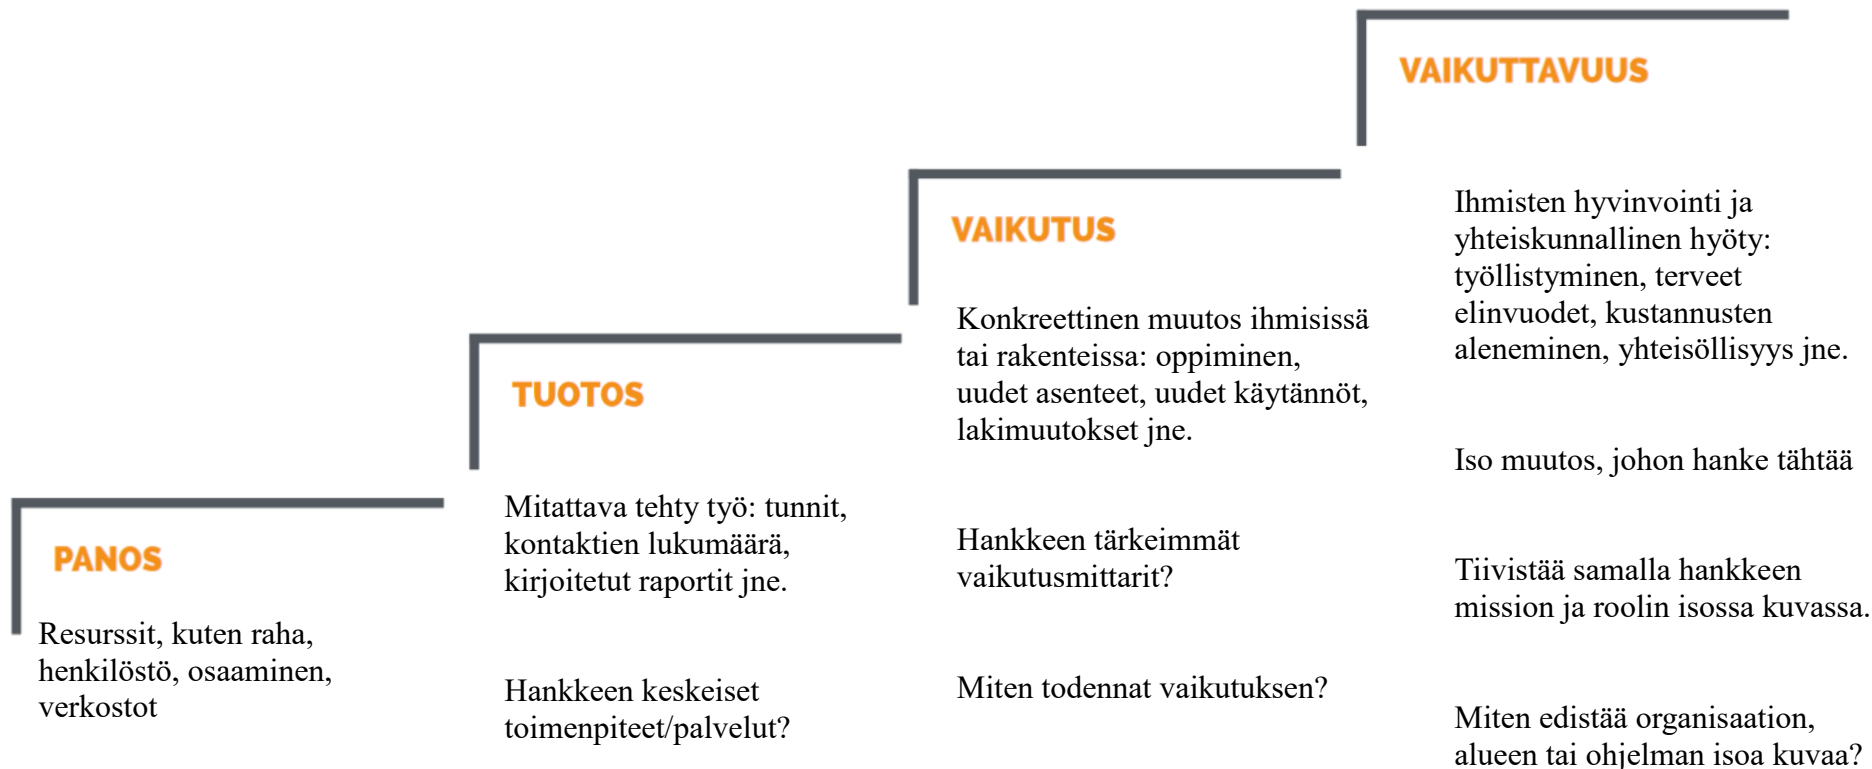 PANOS
Resurssit, kuten raha,
henkilöstö, osaaminen,
verkostot
TUOTOS
Mitattava tehty työ: tunnit,
kontaktien lukumäärä,
kirjoitetut raportit jne.
Hankkeen keskeiset
toimenpiteet/palvelut?
VAIKUTUS
Konkreettinen muutos ihmisissä
tai rakenteissa: oppiminen,
uudet asenteet, uudet käytännöt,
lakimuutokset jne.
Hankkeen tärkeimmät
vaikutusmittarit?
Miten todennat vaikutuksen?
VAIKUTTAVUUS
Ihmisten hyvinvointi ja
yhteiskunnallinen hyöty:
työllistyminen, terveet
elinvuodet, kustannusten
aleneminen, yhteisöllisyys jne.
Iso muutos, johon hanke tähtää
Tiivistää samalla hankkeen
mission ja roolin isossa kuvassa.
Miten edistää organisaation,
alueen tai ohjelman isoa kuvaa?